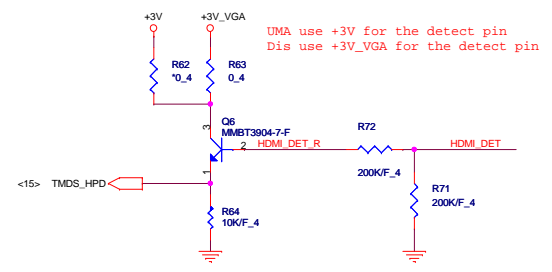 +3V +3V_VGA
UMA use +3V for the detect pin
Dis use +3V_VGA for the detect pin
R62
*0_4
R63
0_4
Q6
MMBT3904-7-F
3
2
1
HDMI_DET_R
R72
200K/F_4
HDMI_DET
R71
200K/F_4
<15> TMDS_HPD
R64
10K/F_4